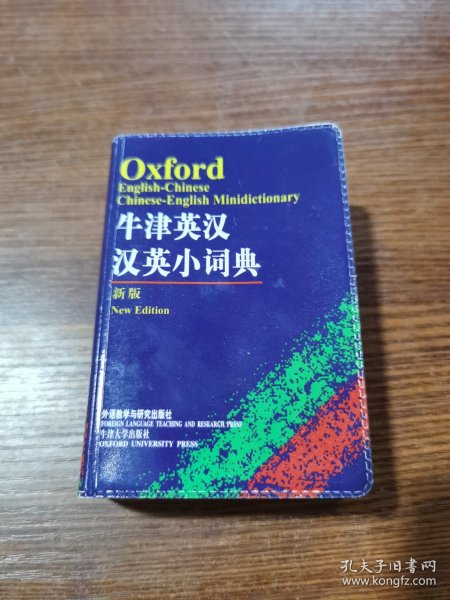 Oxford
English-Chinese
Chinese-English Minidictionary
牛津英汉
汉英小词典
新版
New Edition
外语教学与研究出版社
FOREIGN LANGUAGE TEACHING AND RESEARCH PRESS
牛津大学出版社
OXFORD UNIVERSITY PRESS
孔夫子旧书网
www.kongfz.com